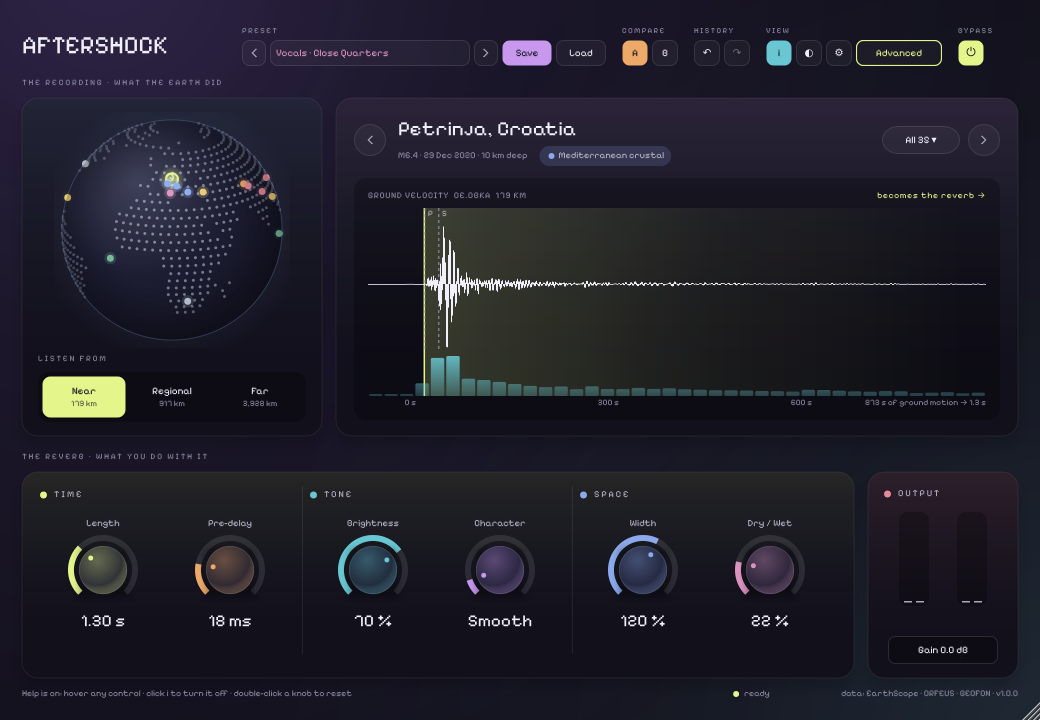 AFTERSHOCK
PRESET
Vocals · Close Quarters
Save
Load
COMPARE
A
B
HISTORY
VIEW
i
Advanced
BYPASS
THE RECORDING · WHAT THE EARTH DID
Petrinja, Croatia
M6.4 · 29 Dec 2020 · 10 km deep
Mediterranean crustal
All 35 ▾
GROUND VELOCITY OE.OBKA 179 KM
becomes the reverb →
P
S
0 s
300 s
600 s
873 s of ground motion → 1.3 s
LISTEN FROM
Near
179 km
Regional
917 km
Far
3,928 km
THE REVERB · WHAT YOU DO WITH IT
TIME
Length
1.30 s
Pre-delay
18 ms
TONE
Brightness
70 %
Character
Smooth
SPACE
Width
120 %
Dry / Wet
22 %
OUTPUT
Gain 0.0 dB
Help is on: hover any control · click i to turn it off · double-click a knob to reset
ready
data: EarthScope · ORFEUS · GEOFON · v1.0.0